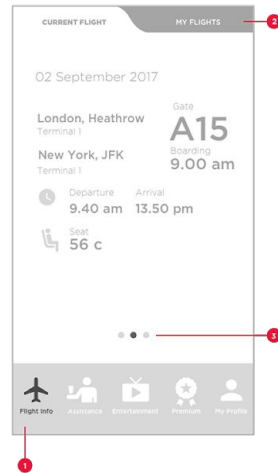 CURRENT FLIGHT
MY FLIGHTS
2
02 September 2017
London, Heathrow
Terminal 1
Gate
A15
New York, JFK
Terminal 1
Boarding
9.00 am
Departure
Arrival
9.40 am
13.50 pm
Seat
56 c
3
Flight Info
Assistance
Entertainment
Premium
My Profile
1